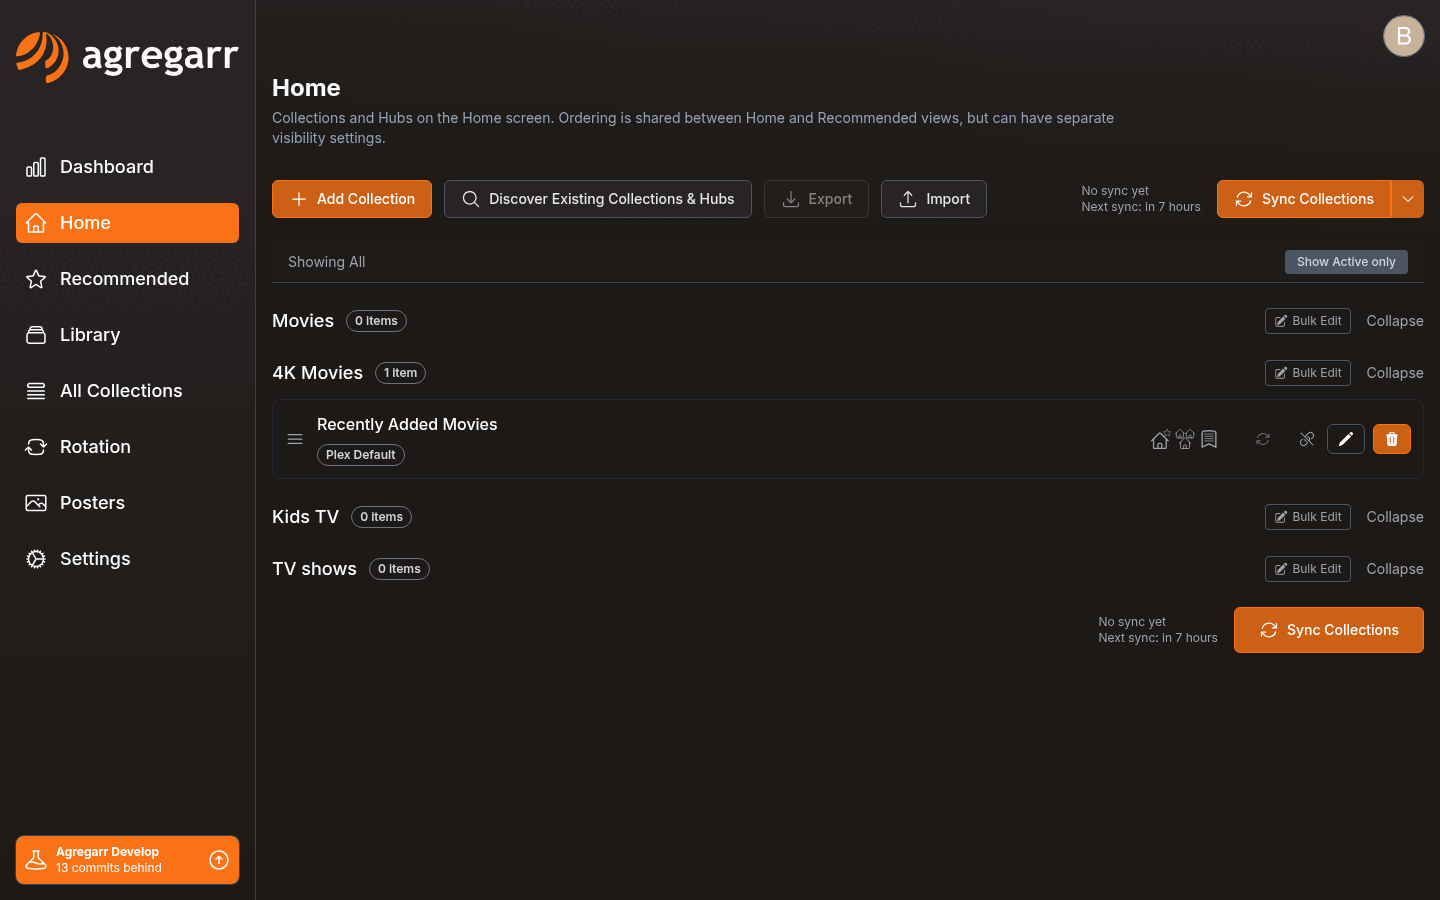 agregarr
B
Dashboard
Home
Recommended
Library
All Collections
Rotation
Posters
Settings
Agregarr Develop
13 commits behind
Home
Collections and Hubs on the Home screen. Ordering is shared between Home and Recommended views, but can have separate
visibility settings.
Add Collection
Discover Existing Collections & Hubs
Export
Import
No sync yet
Next sync: in 7 hours
Sync Collections
Showing All
Show Active only
Movies 0 items Bulk Edit Collapse
4K Movies 1 item Bulk Edit Collapse
Recently Added Movies
Plex Default
Kids TV 0 items Bulk Edit Collapse
TV shows 0 items Bulk Edit Collapse
No sync yet
Next sync: in 7 hours
Sync Collections